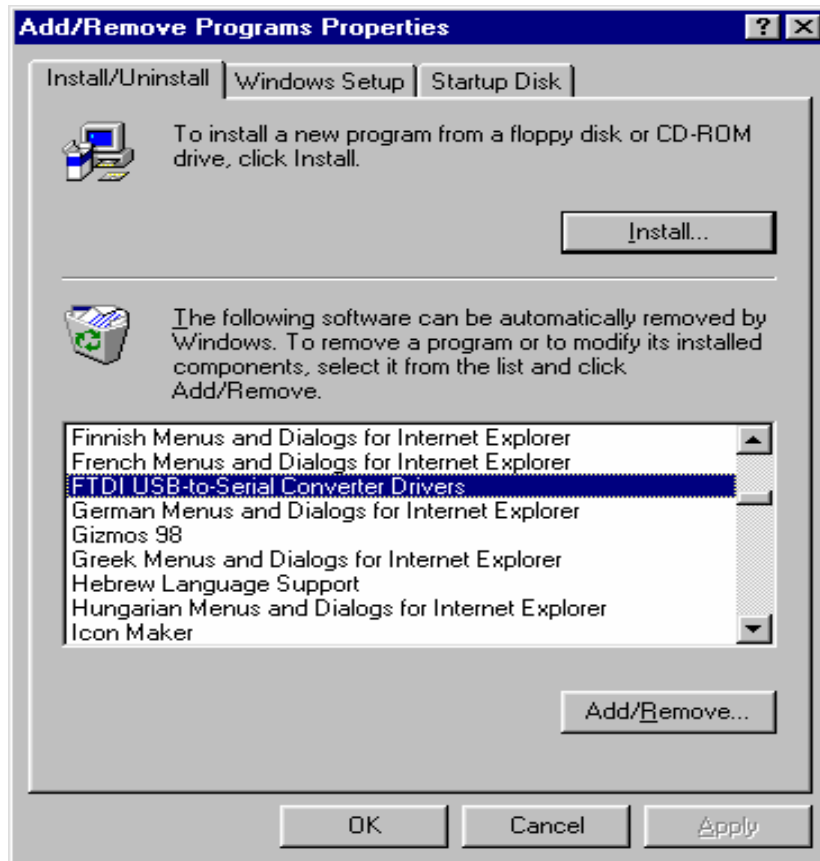 Add/Remove Programs Properties
Install/Uninstall
Windows Setup
Startup Disk
To install a new program from a floppy disk or CD-ROM
drive, click Install.
Install...
The following software can be automatically removed by
Windows. To remove a program or to modify its installed
components, select it from the list and click
Add/Remove.
Finnish Menus and Dialogs for Internet Explorer
French Menus and Dialogs for Internet Explorer
FTDI USB-to-Serial Converter Drivers
German Menus and Dialogs for Internet Explorer
Gizmos 98
Greek Menus and Dialogs for Internet Explorer
Hebrew Language Support
Hungarian Menus and Dialogs for Internet Explorer
Icon Maker
Add/Remove...
OK
Cancel
Apply